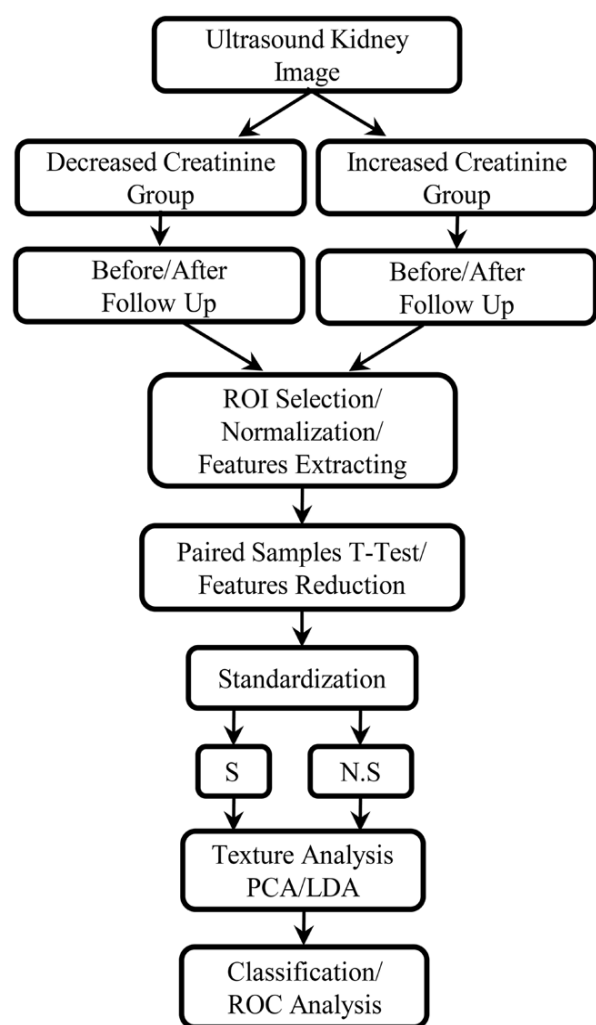 Ultrasound Kidney
Image
Decreased Creatinine
Group
Increased Creatinine
Group
Before/After
Follow Up
Before/After
Follow Up
ROI Selection/
Normalization/
Features Extracting
Paired Samples T-Test/
Features Reduction
Standardization
S
N.S
Texture Analysis
PCA/LDA
Classification/
ROC Analysis